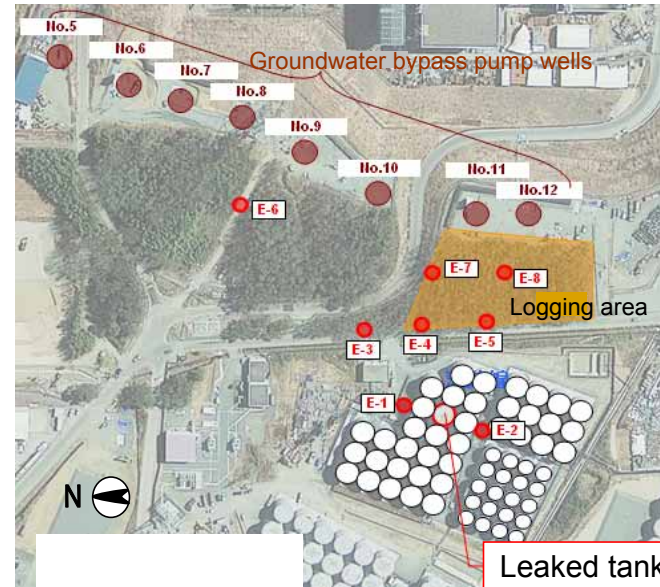 No.5
No.6
No.7
Groundwater bypass pump wells
No.8
No.9
No.10
No.11
No.12
E-6
E-7
E-8
Logging area
E-3
E-4
E-5
E-1
E-2
N
Leaked tank